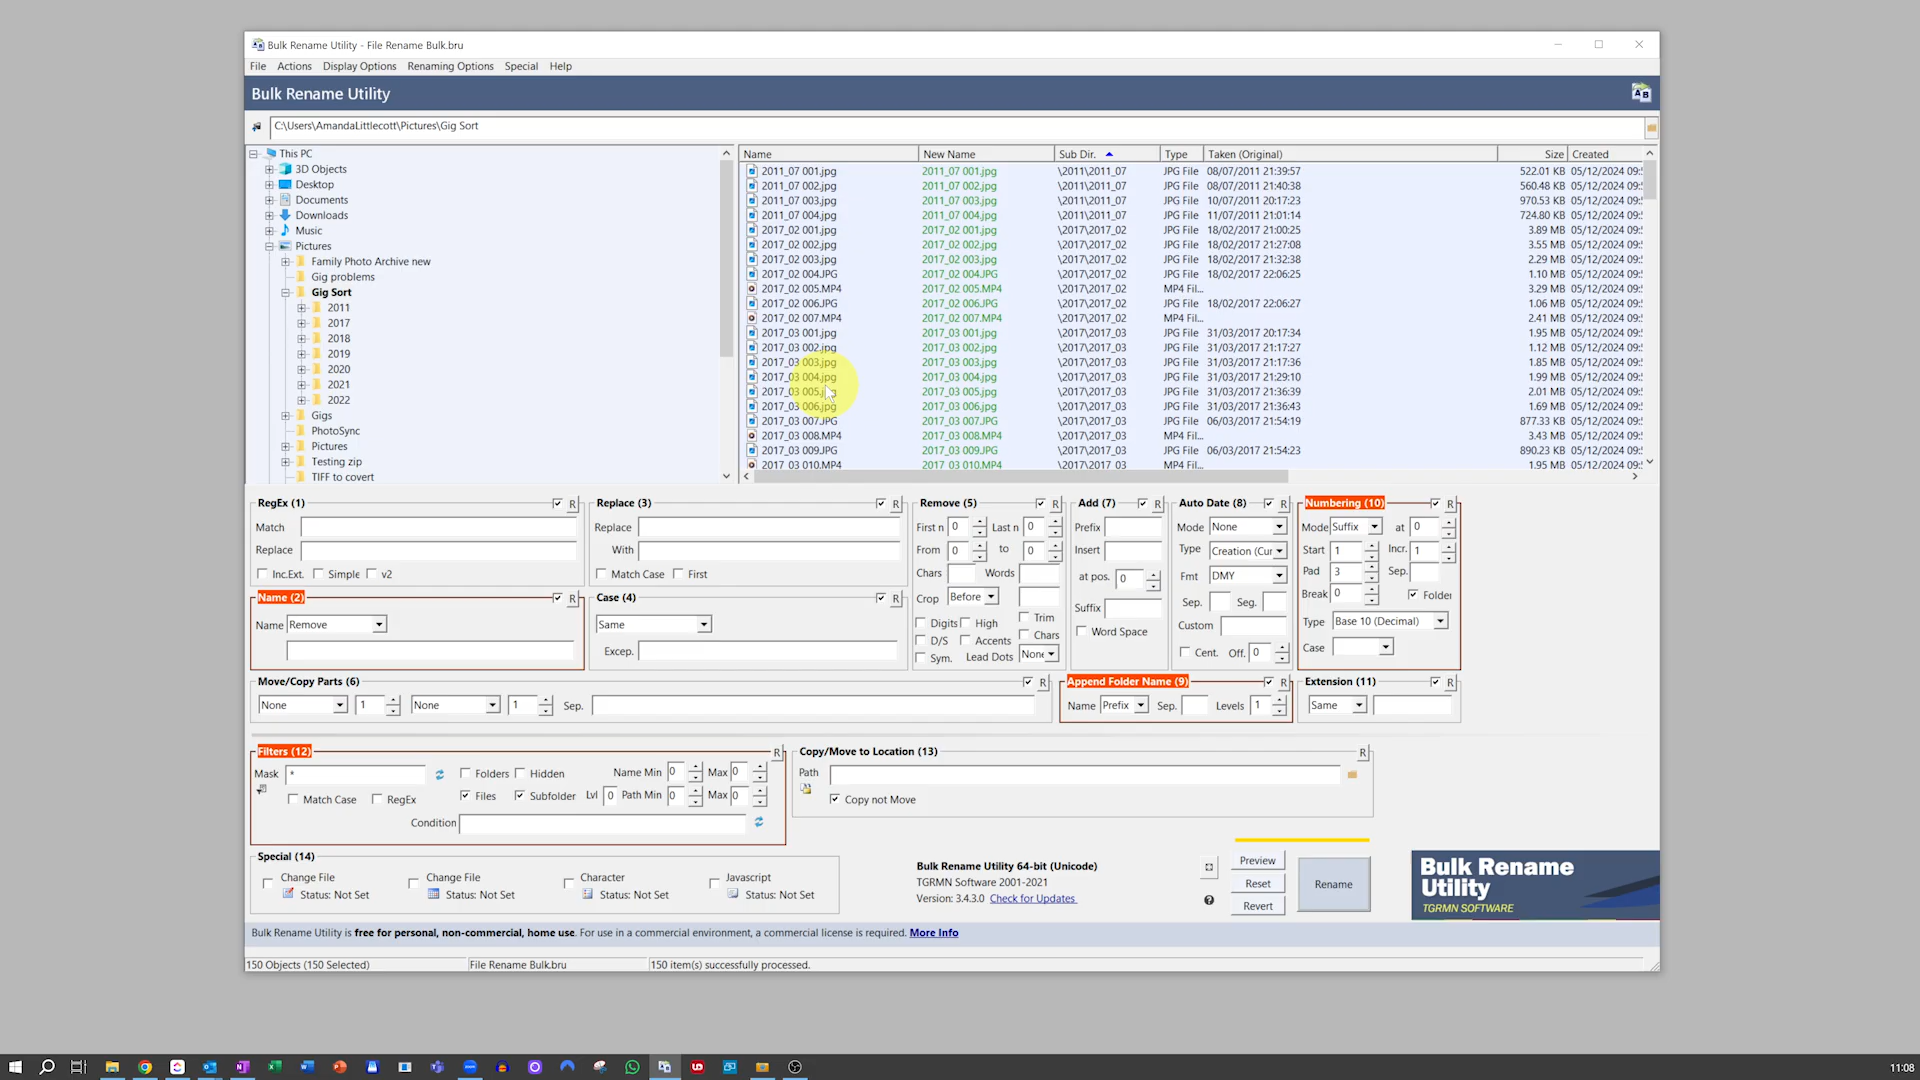 Bulk Rename Utility - File Rename Bulk.bru
File Actions Display Options Renaming Options Special Help
Bulk Rename Utility
C:\Users\AmandaLittlecott\Pictures\Gig Sort
This PC
3D Objects
Desktop
Documents
Downloads
Music
Pictures
Family Photo Archive new
Gig problems
Gig Sort
2011
2017
2018
2019
2020
2021
2022
Gigs
PhotoSync
Pictures
Testing zip
TIFF to covert
Name New Name Sub Dir. Type Taken (Original) Size Created
2011_07 001.jpg 2011_07 001.jpg \2011\2011_07 JPG File 08/07/2011 21:39:57 522.01 KB 05/12/2024 09:
2011_07 002.jpg 2011_07 002.jpg \2011\2011_07 JPG File 08/07/2011 21:40:38 560.48 KB 05/12/2024 09:
2011_07 003.jpg 2011_07 003.jpg \2011\2011_07 JPG File 10/07/2011 20:17:23 970.53 KB 05/12/2024 09:
2011_07 004.jpg 2011_07 004.jpg \2011\2011_07 JPG File 11/07/2011 21:01:14 724.80 KB 05/12/2024 09:
2017_02 001.jpg 2017_02 001.jpg \2017\2017_02 JPG File 18/02/2017 21:00:25 3.89 MB 05/12/2024 09:
2017_02 002.jpg 2017_02 002.jpg \2017\2017_02 JPG File 18/02/2017 21:27:08 3.55 MB 05/12/2024 09:
2017_02 003.jpg 2017_02 003.jpg \2017\2017_02 JPG File 18/02/2017 21:32:38 2.29 MB 05/12/2024 09:
2017_02 004.JPG 2017_02 004.JPG \2017\2017_02 JPG File 18/02/2017 22:06:25 1.10 MB 05/12/2024 09:
2017_02 005.MP4 2017_02 005.MP4 \2017\2017_02 MP4 Fil... 3.29 MB 05/12/2024 09:
2017_02 006.JPG 2017_02 006.JPG \2017\2017_02 JPG File 18/02/2017 22:06:27 1.06 MB 05/12/2024 09:
2017_02 007.MP4 2017_02 007.MP4 \2017\2017_02 MP4 Fil... 2.41 MB 05/12/2024 09:
2017_03 001.jpg 2017_03 001.jpg \2017\2017_03 JPG File 31/03/2017 20:17:34 1.95 MB 05/12/2024 09:
2017_03 002.jpg 2017_03 002.jpg \2017\2017_03 JPG File 31/03/2017 21:17:27 1.12 MB 05/12/2024 09:
2017_03 003.jpg 2017_03 003.jpg \2017\2017_03 JPG File 31/03/2017 21:17:36 1.85 MB 05/12/2024 09:
2017_03 004.jpg 2017_03 004.jpg \2017\2017_03 JPG File 31/03/2017 21:29:10 1.99 MB 05/12/2024 09:
2017_03 005.jpg 2017_03 005.jpg \2017\2017_03 JPG File 31/03/2017 21:36:39 2.01 MB 05/12/2024 09:
2017_03 006.jpg 2017_03 006.jpg \2017\2017_03 JPG File 31/03/2017 21:36:43 1.69 MB 05/12/2024 09:
2017_03 007.JPG 2017_03 007.JPG \2017\2017_03 JPG File 06/03/2017 21:54:19 877.33 KB 05/12/2024 09:
2017_03 008.MP4 2017_03 008.MP4 \2017\2017_03 MP4 Fil... 3.43 MB 05/12/2024 09:
2017_03 009.JPG 2017_03 009.JPG \2017\2017_03 JPG File 06/03/2017 21:54:23 890.23 KB 05/12/2024 09:
2017_03 010.MP4 2017_03 010.MP4 \2017\2017_03 MP4 Fil... 1.95 MB 05/12/2024 09:
RegEx (1) R
Match
Replace
Inc.Ext. Simple v2
Name (2) R
Name Remove
Replace (3) R
Replace
With
Match Case First
Case (4) R
Same
Excep.
Remove (5) R
First n 0 Last n 0
From 0 to 0
Chars Words
Crop Before
Digits High Trim
D/S Accents Chars
Sym. Lead Dots None
Add (7) R
Prefix
Insert
at pos. 0
Suffix
Word Space
Auto Date (8) R
Mode None
Type Creation (Cur
Fmt DMY
Sep. Seg.
Custom
Cent. Off. 0
Numbering (10) R
Mode Suffix at 0
Start 1 Incr. 1
Pad 3 Sep.
Break 0 Folder
Type Base 10 (Decimal)
Case
Move/Copy Parts (6) R
None 1 None 1 Sep.
Append Folder Name (9) R
Name Prefix Sep. Levels 1
Extension (11) R
Same
Filters (12) R
Mask * Folders Hidden Name Min 0 Max 0
Match Case RegEx Files Subfolder Lvl 0 Path Min 0 Max 0
Condition
Copy/Move to Location (13) R
Path
Copy not Move
Special (14)
Change File Change File Character Javascript
Status: Not Set Status: Not Set Status: Not Set Status: Not Set
Bulk Rename Utility 64-bit (Unicode)
TGRMN Software 2001-2021
Version: 3.4.3.0 Check for Updates
Preview
Reset
Revert
Rename
Bulk Rename
Utility
TGRMN SOFTWARE
Bulk Rename Utility is free for personal, non-commercial, home use. For use in a commercial environment, a commercial license is required. More Info
150 Objects (150 Selected) File Rename Bulk.bru 150 item(s) successfully processed.
11:08